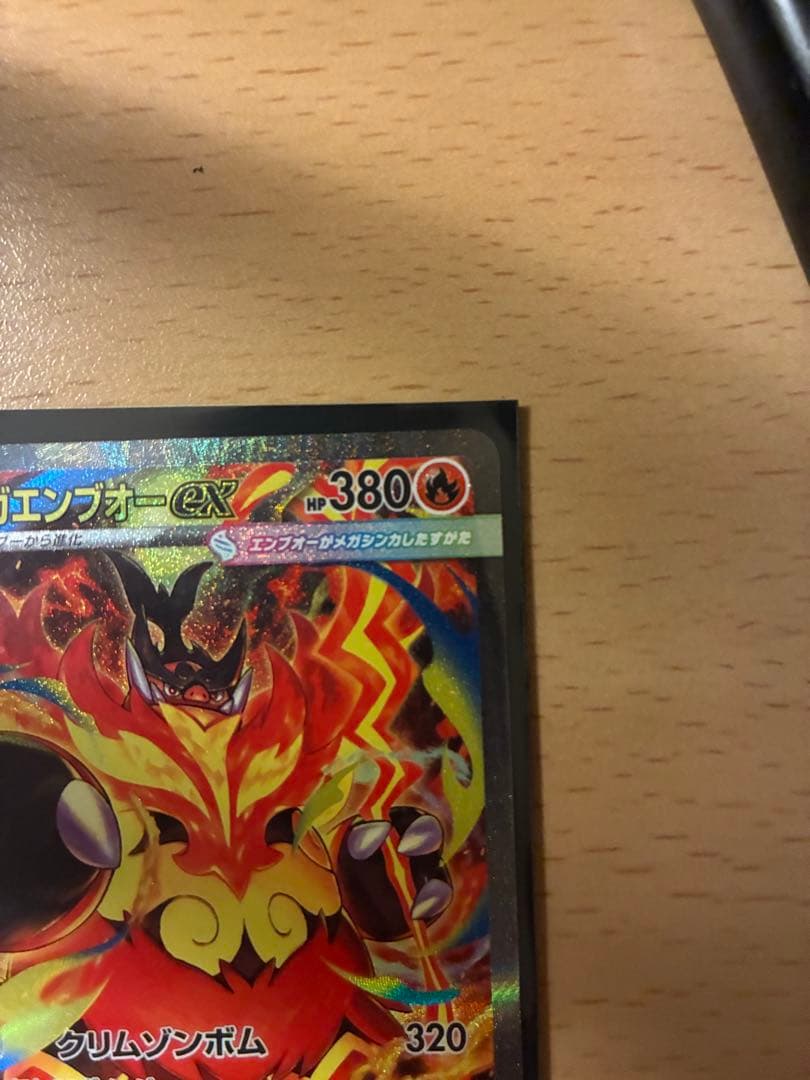 ガエンブオーex HP380
ブーから進化 エンブオーがメガシンカしたすがた
クリムゾンボム 320